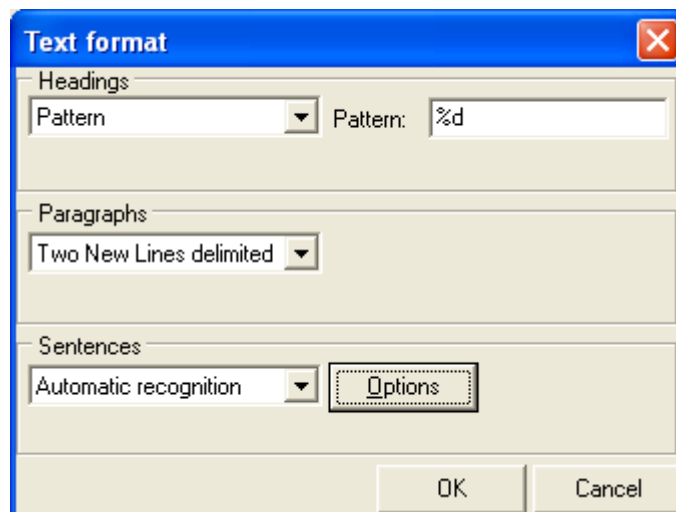 Text format
Headings
Pattern Pattern: %d
Paragraphs
Two New Lines delimited
Sentences
Automatic recognition Options
OK Cancel